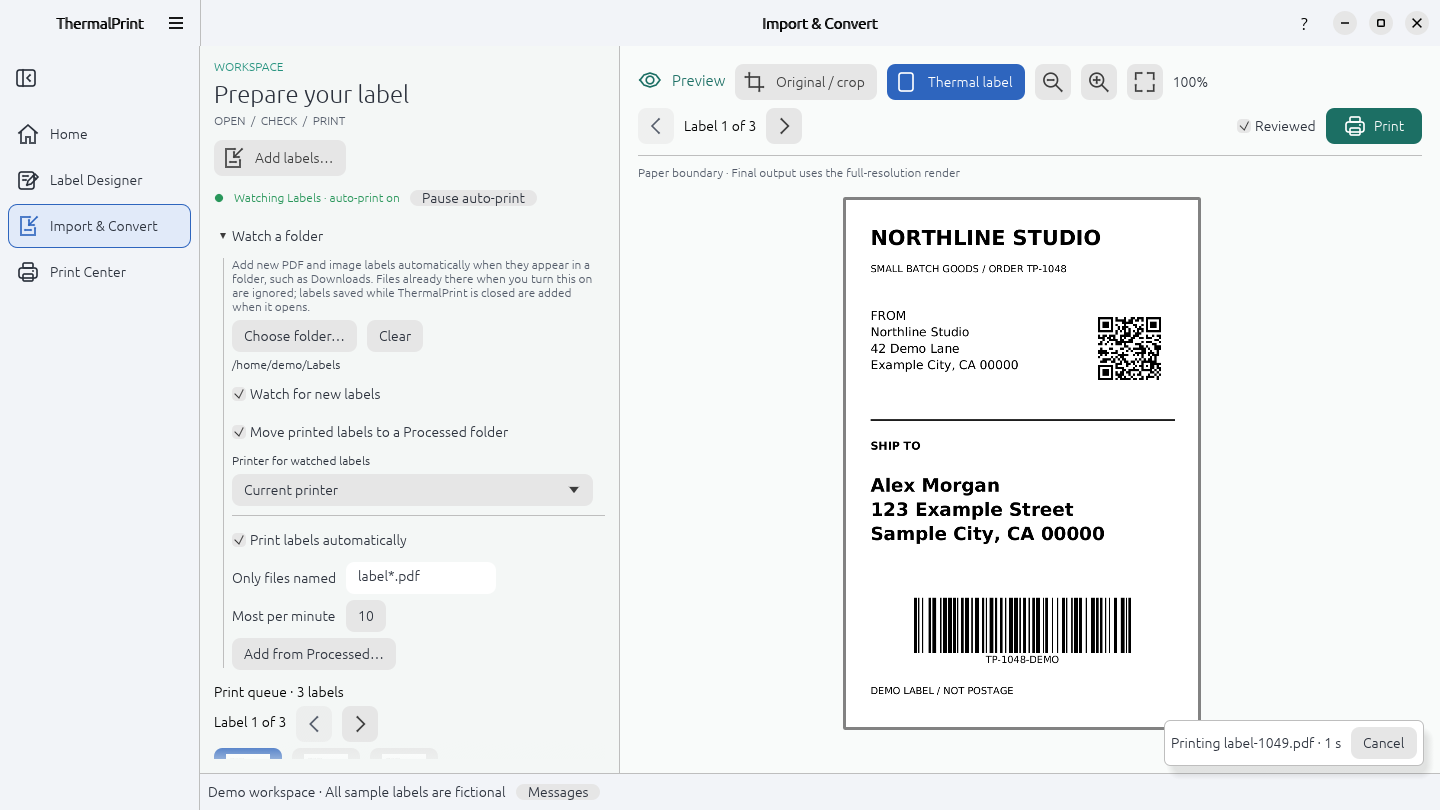 ThermalPrint
Import & Convert
?
Home
Label Designer
Import & Convert
Print Center
WORKSPACE
Prepare your label
OPEN / CHECK / PRINT
Add labels...
Watching Labels · auto-print on
Pause auto-print
Watch a folder
Add new PDF and image labels automatically when they appear in a
folder, such as Downloads. Files already there when you turn this on
are ignored; labels saved while ThermalPrint is closed are added
when it opens.
Choose folder...
Clear
/home/demo/Labels
Watch for new labels
Move printed labels to a Processed folder
Printer for watched labels
Current printer
Print labels automatically
Only files named
label*.pdf
Most per minute
10
Add from Processed...
Print queue · 3 labels
Label 1 of 3
Preview
Original / crop
Thermal label
100%
Label 1 of 3
Reviewed
Print
Paper boundary · Final output uses the full-resolution render
NORTHLINE STUDIO
SMALL BATCH GOODS / ORDER TP-1048
FROM
Northline Studio
42 Demo Lane
Example City, CA 00000
SHIP TO
Alex Morgan
123 Example Street
Sample City, CA 00000
TP-1048-DEMO
DEMO LABEL / NOT POSTAGE
Printing label-1049.pdf · 1 s
Cancel
Demo workspace · All sample labels are fictional
Messages